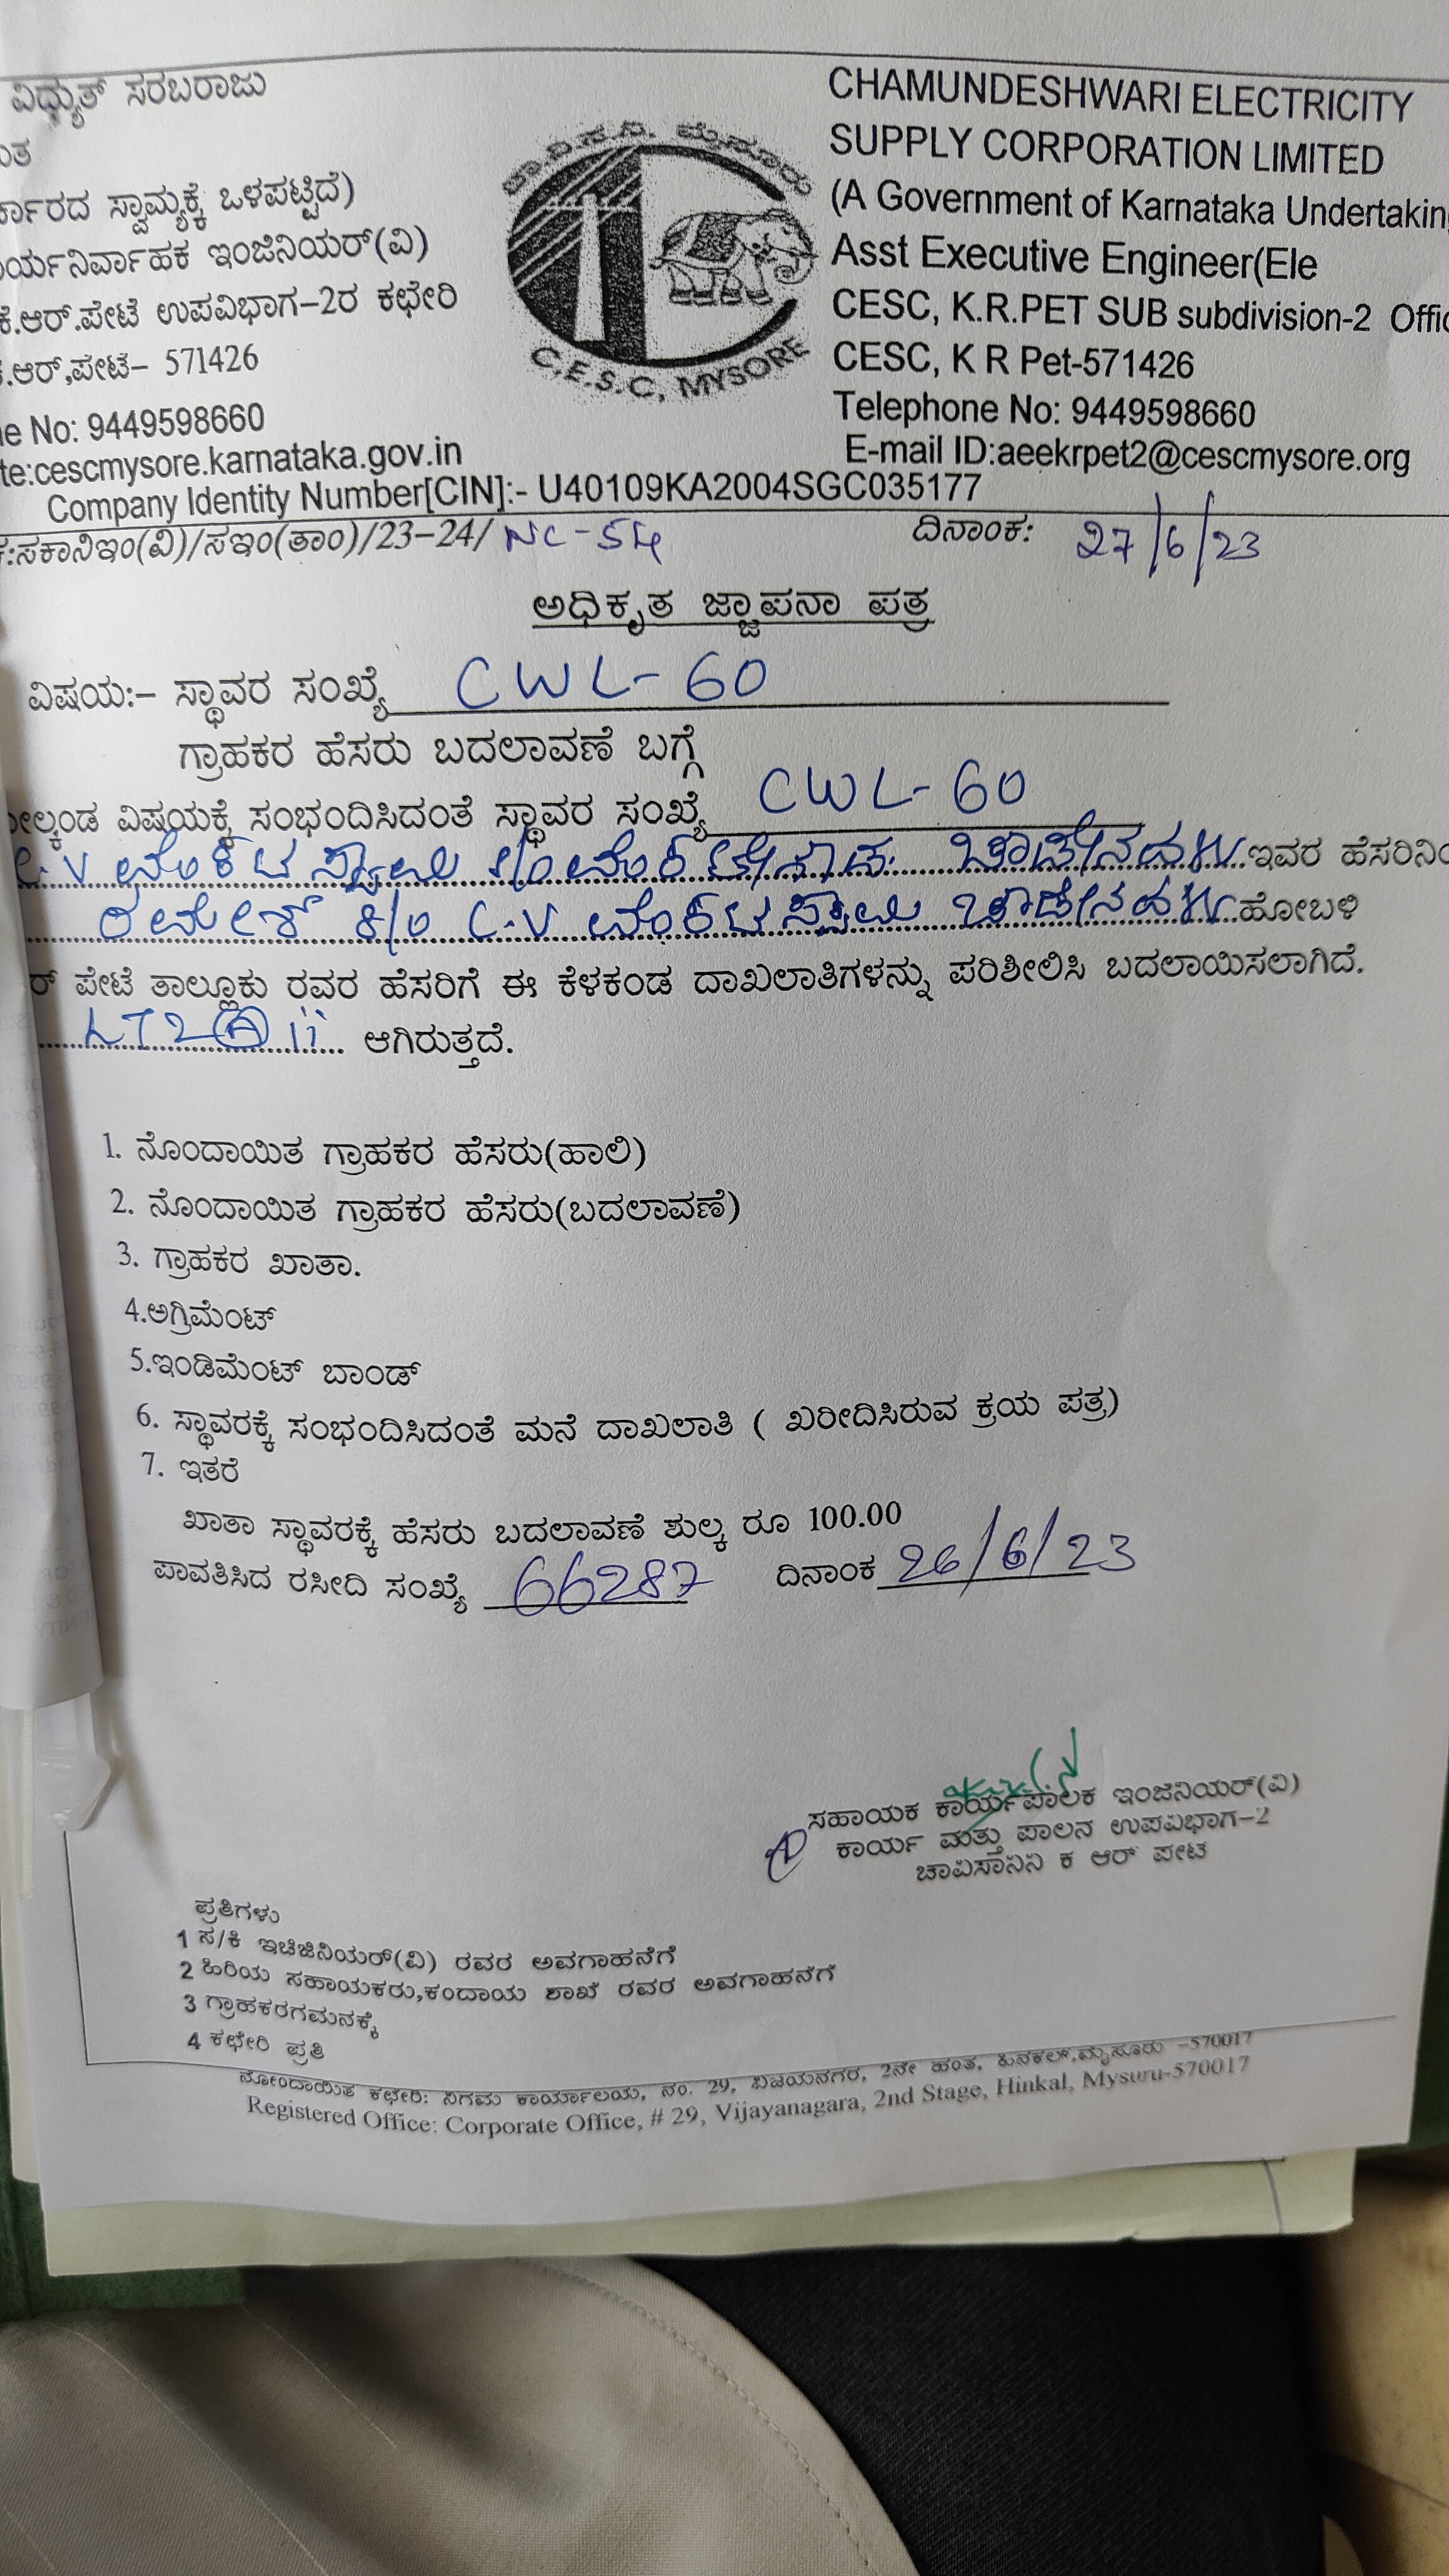 ವಿದ್ಯುತ್ ಸರಬರಾಜು
CHAMUNDESHWARI ELECTRICITY
SUPPLY CORPORATION LIMITED
ಸ್ವಾಮ್ಯಕ್ಕೆ ಒಳಪಟ್ಟಿದೆ)
(A Government of Karnataka Undertakin
ಇಂಜಿನಿಯರ್(ವಿ)
Asst Executive Engineer(Ele
ಕೆ.ಆರ್.ಪೇಟೆ ಉಪವಿಭಾಗ-2ರ ಕಛೇರಿ
CESC, K.R.PET SUB subdivision-2 Offic
.ಆರ್,ಪೇಟೆ- 571426
CESC, K R Pet-571426
e No: 9449598660
Telephone No: 9449598660
te:cescmysore.karnataka.gov.in
E-mail ID:aeekrpet2@cescmysore.org
C.E.S.C, MYSORE
Company Identity Number[CIN]:- U40109KA2004SGC035177
:ಸಕಾನಿಇಂ(ವಿ)/ಸಇಂ(ತಾಂ)/23-24/ NC-54 ದಿನಾಂಕ: 27/6/23
ಅಧಿಕೃತ ಜ್ಞಾಪನಾ ಪತ್ರ
ವಿಷಯ:- ಸ್ಥಾವರ ಸಂಖ್ಯೆ CWL-60
ಗ್ರಾಹಕರ ಹೆಸರು ಬದಲಾವಣೆ ಬಗ್ಗೆ
ಲ್ಕಂಡ ವಿಷಯಕ್ಕೆ ಸಂಭಂದಿಸಿದಂತೆ ಸ್ಥಾವರ ಸಂಖ್ಯೆ CWL-60
C.V ವೆಂಕಟಸ್ವಾಮಿ S/O ಇವರ ಹೆಸರಿನಿಂ
ರಮೇಶ್ S/O C.V ವೆಂಕಟಸ್ವಾಮಿ ಹೋಬಳಿ
ರ್ ಪೇಟೆ ತಾಲ್ಲೂಕು ರವರ ಹೆಸರಿಗೆ ಈ ಕೆಳಕಂಡ ದಾಖಲಾತಿಗಳನ್ನು ಪರಿಶೀಲಿಸಿ ಬದಲಾಯಿಸಲಾಗಿದೆ.
LT2(A)ii ಆಗಿರುತ್ತದೆ.
1. ನೊಂದಾಯಿತ ಗ್ರಾಹಕರ ಹೆಸರು(ಹಾಲಿ)
2. ನೊಂದಾಯಿತ ಗ್ರಾಹಕರ ಹೆಸರು(ಬದಲಾವಣೆ)
3. ಗ್ರಾಹಕರ ಖಾತಾ.
4.ಅಗ್ರಿಮೆಂಟ್
5.ಇಂಡಿಮೆಂಟ್ ಬಾಂಡ್
6. ಸ್ಥಾವರಕ್ಕೆ ಸಂಭಂದಿಸಿದಂತೆ ಮನೆ ದಾಖಲಾತಿ ( ಖರೀದಿಸಿರುವ ಕ್ರಯ ಪತ್ರ)
7. ಇತರೆ
ಖಾತಾ ಸ್ಥಾವರಕ್ಕೆ ಹೆಸರು ಬದಲಾವಣೆ ಶುಲ್ಕ ರೂ 100.00
ಪಾವತಿಸಿದ ರಸೀದಿ ಸಂಖ್ಯೆ 66287 ದಿನಾಂಕ 26/6/23
ಸಹಾಯಕ ಕಾರ್ಯಪಾಲಕ ಇಂಜಿನಿಯರ್(ವಿ)
ಕಾರ್ಯ ಮತ್ತು ಪಾಲನ ಉಪವಿಭಾಗ-2
ಚಾವಿಸನಿನಿ ಕೆ ಆರ್ ಪೇಟೆ
ಪ್ರತಿಗಳು
1 ಸ/ಕಿ ಇಂಜಿನಿಯರ್(ವಿ) ರವರ ಅವಗಾಹನೆಗೆ
2 ಹಿರಿಯ ಸಹಾಯಕರು,ಕಂದಾಯ ಶಾಖೆ ರವರ ಅವಗಾಹನೆಗೆ
3 ಗ್ರಾಹಕರಗಮನಕ್ಕೆ
4 ಕಛೇರಿ ಪ್ರತಿ
ನೋಂದಾಯಿತ ಕಛೇರಿ: ನಿಗಮ ಕಾರ್ಯಾಲಯ, ನಂ. 29, ವಿಜಯನಗರ, 2ನೇ ಹಂತ, ಹಿನಕಲ್,ಮೈಸೂರು -570017
Registered Office: Corporate Office, # 29, Vijayanagara, 2nd Stage, Hinkal, Mysuru-570017